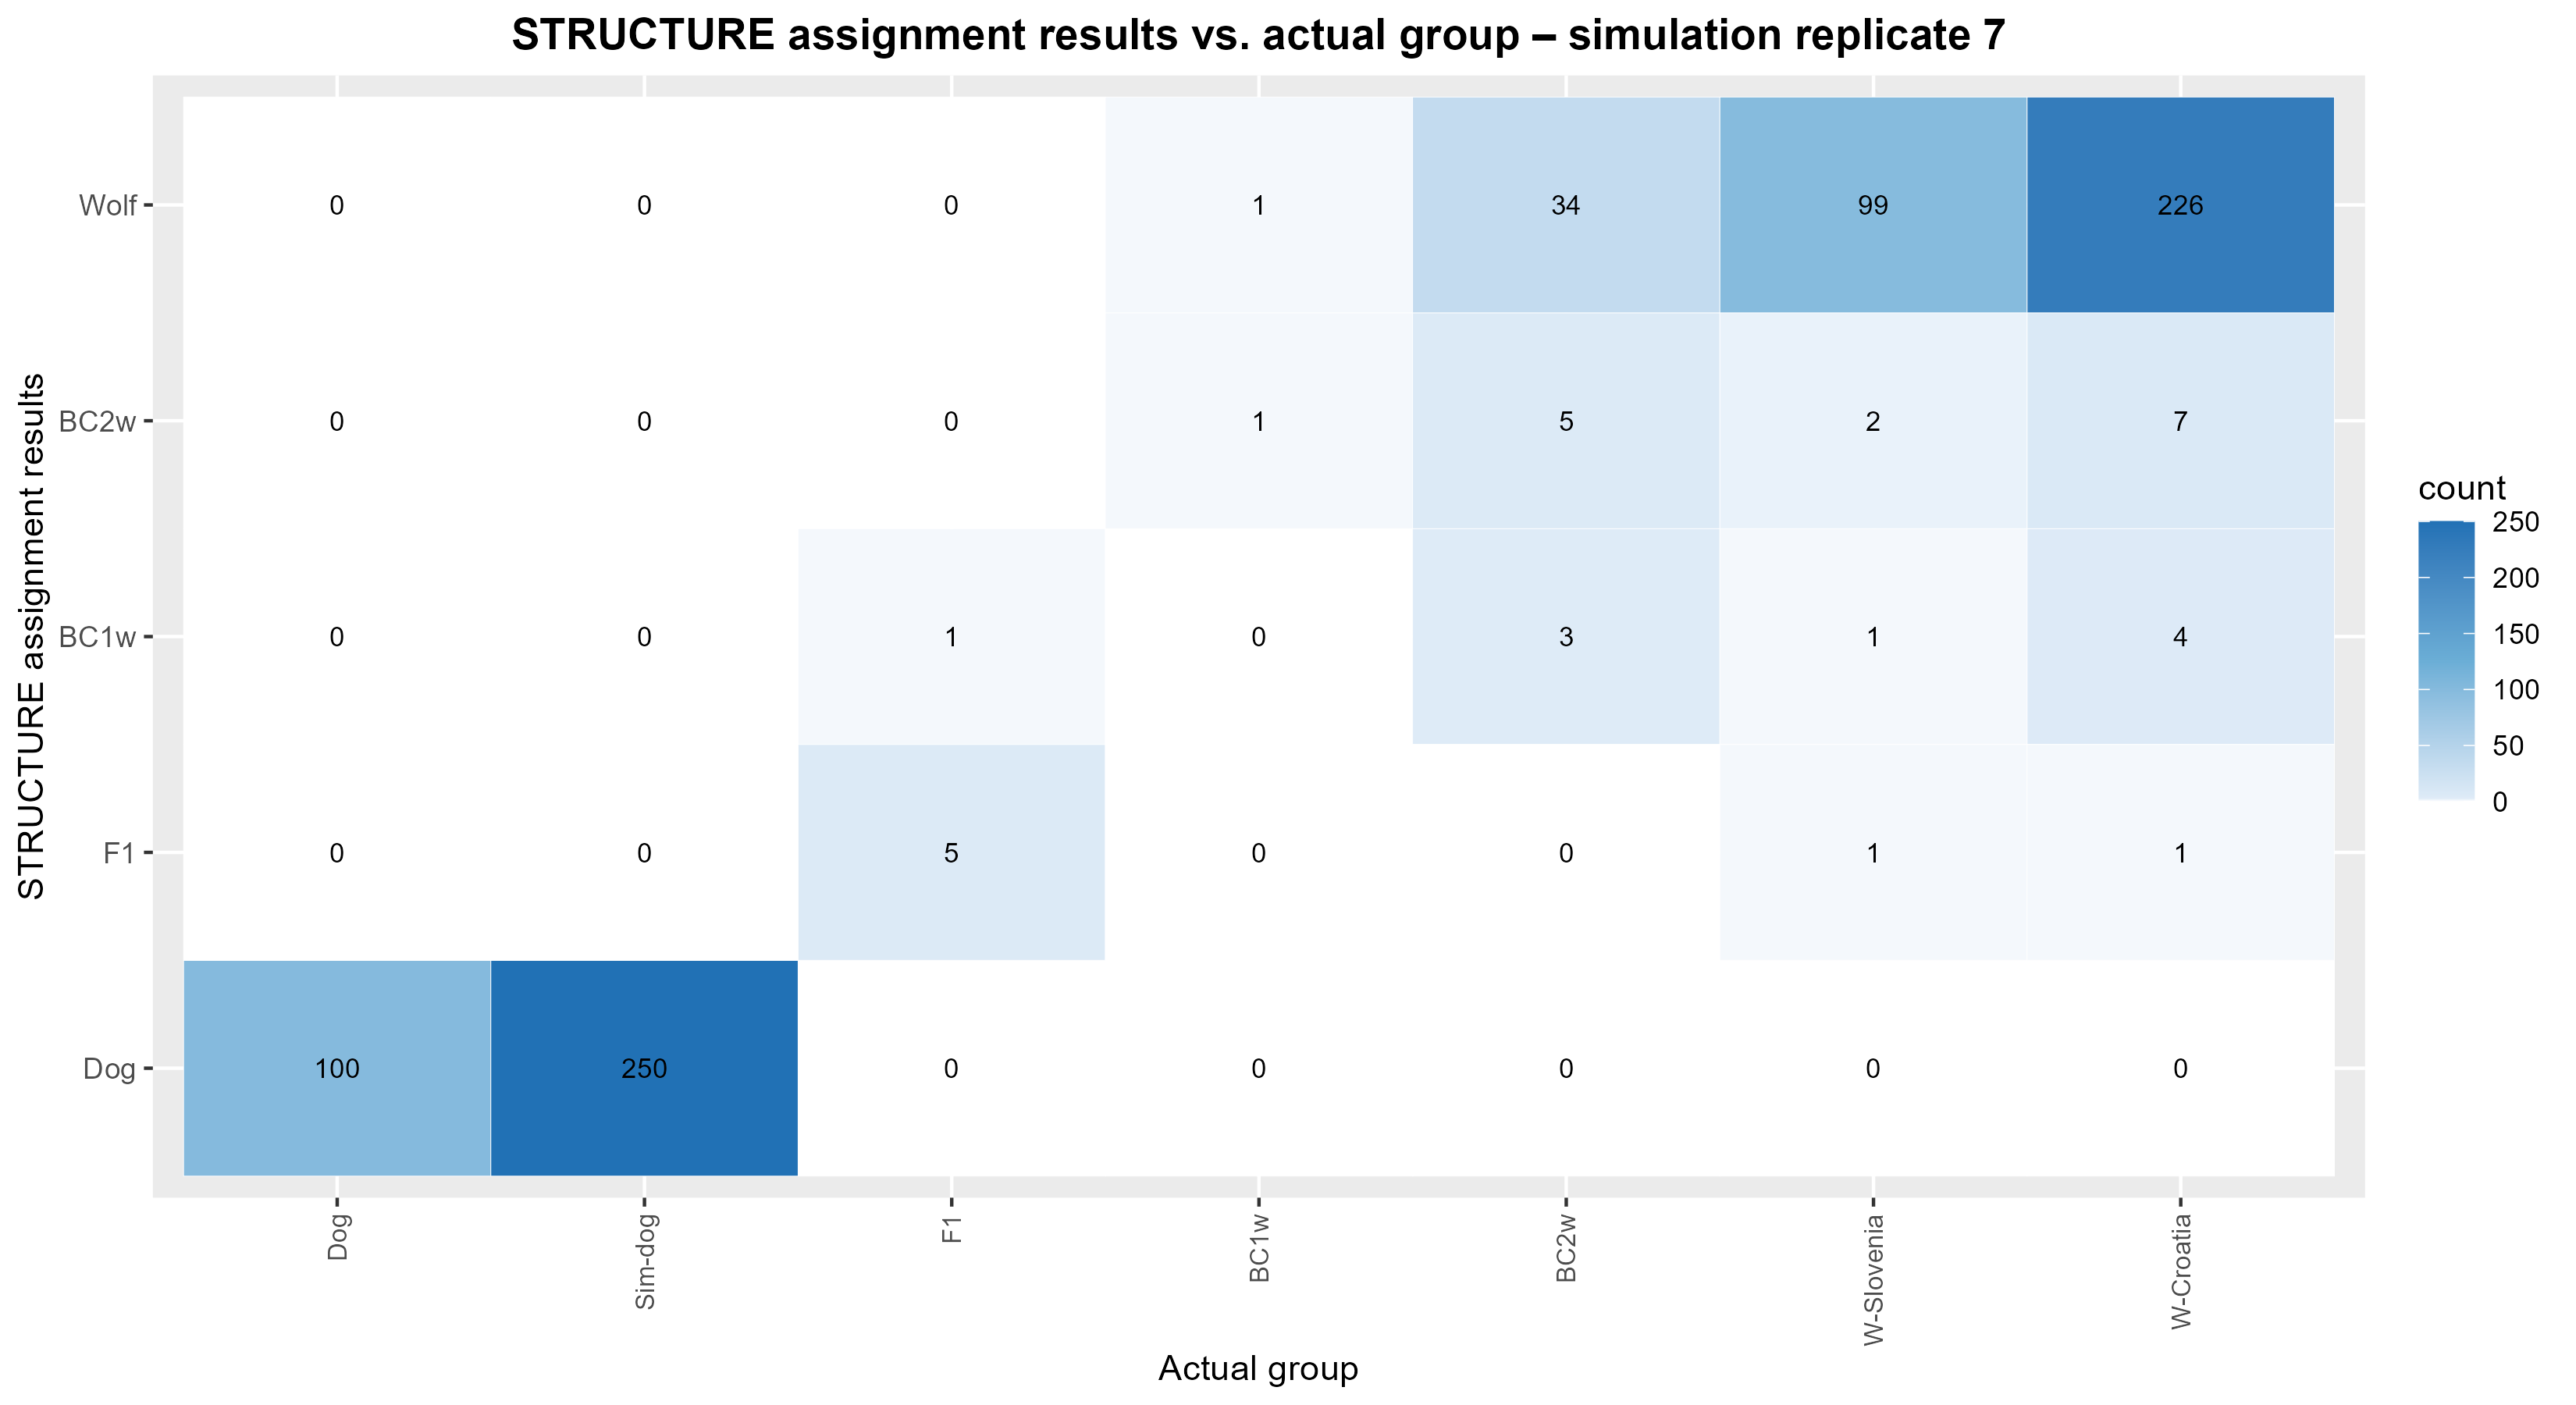 STRUCTURE assignment results vs. actual group – simulation replicate 7
STRUCTURE assignment results
Wolf 0 0 0 1 34 99 226
BC2w 0 0 0 1 5 2 7
BC1w 0 0 1 0 3 1 4
F1 0 0 5 0 0 1 1
Dog 100 250 0 0 0 0 0
Dog Sim-dog F1 BC1w BC2w W-Slovenia W-Croatia
Actual group
count
250
200
150
100
50
0